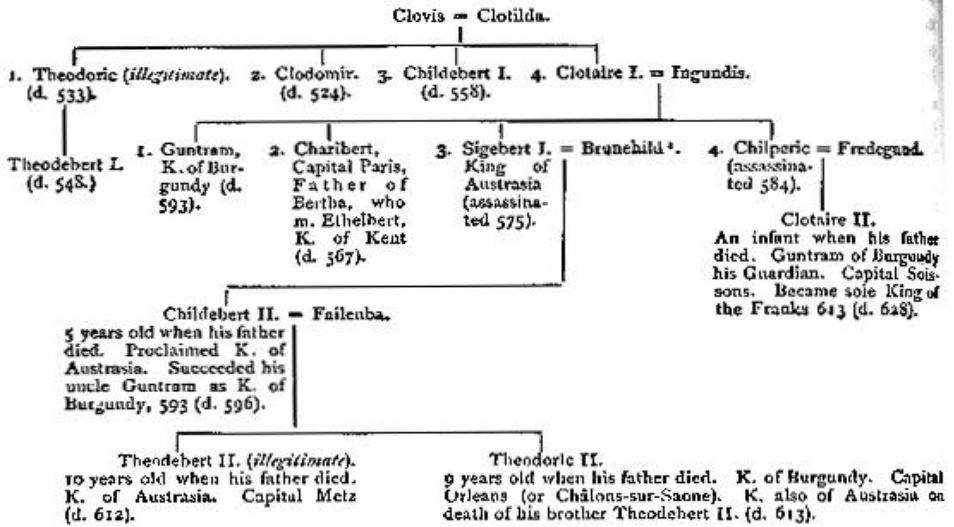 Clovis = Clotilda.
1. Theodoric (illegitimate). (d. 533).
2. Clodomir. (d. 524).
3. Childebert I. (d. 558).
4. Clotaire I. = Ingundis.
Theodebert I.
(d. 548.)
1. Guntram,
K. of Bur-
gundy (d.
593).
2. Charibert,
Capital Paris,
Father of
Bertha, who
m. Ethelbert,
K. of Kent
(d. 567).
3. Sigebert I. = Brunehild².
King of
Austrasia
(assassina-
ted 575).
4. Chilperic = Fredegund.
(assassina-
ted 584).
Clotaire II.
An infant when his father
died. Guntram of Burgundy
his Guardian. Capital Sois-
sons. Became sole King of
the Franks 613 (d. 628).
Childebert II. = Faileuba.
5 years old when his father
died. Proclaimed K. of
Austrasia. Succeeded his
uncle Guntram as K. of
Burgundy, 593 (d. 596).
Theodebert II. (illegitimate).
10 years old when his father died.
K. of Austrasia. Capital Metz
(d. 612).
Theodoric II.
9 years old when his father died. K. of Burgundy. Capital
Orleans (or Châlons-sur-Saone). K. also of Austrasia on
death of his brother Theodebert II. (d. 613).